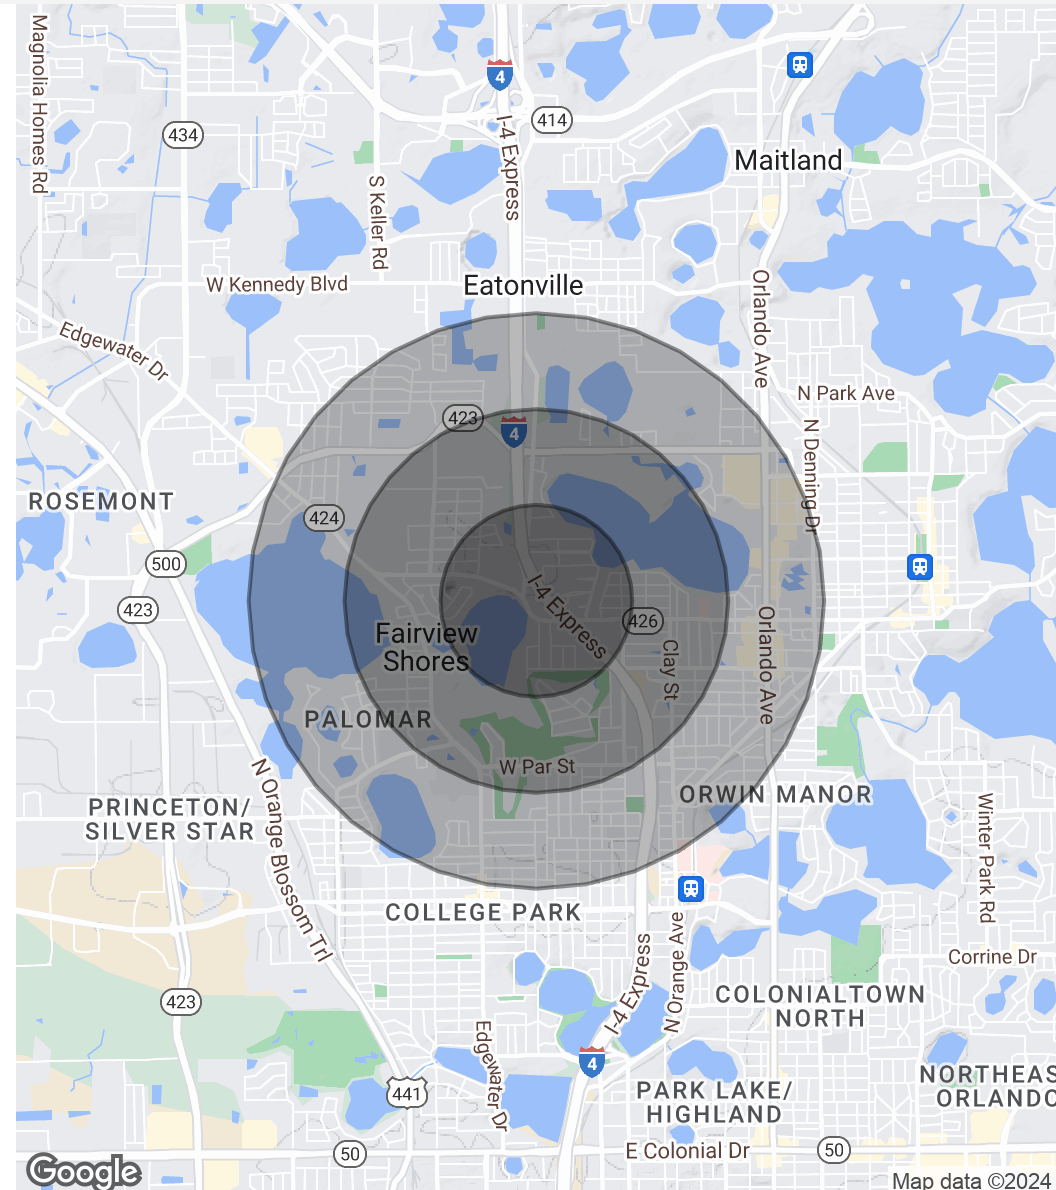 Magnolia Homes Rd
4
414
434
I-4 Express
Maitland
S Keller Rd
W Kennedy Blvd
Eatonville
Orlando Ave
Edgewater Dr
N Park Ave
423
4
N Denning Dr
ROSEMONT
424
500
423
I-4 Express
426
Fairview
Shores
Clay St
Orlando Ave
PALOMAR
W Par St
ORWIN MANOR
PRINCETON/
SILVER STAR
N Orange Blossom Trl
Winter Park Rd
COLLEGE PARK
N Orange Ave
I-4 Express
Corrine Dr
423
COLONIALTOWN
NORTH
Edgewater Dr
4
441
PARK LAKE/
HIGHLAND
NORTHEAS
ORLANDO
50
E Colonial Dr
50
Google
Map data ©2024